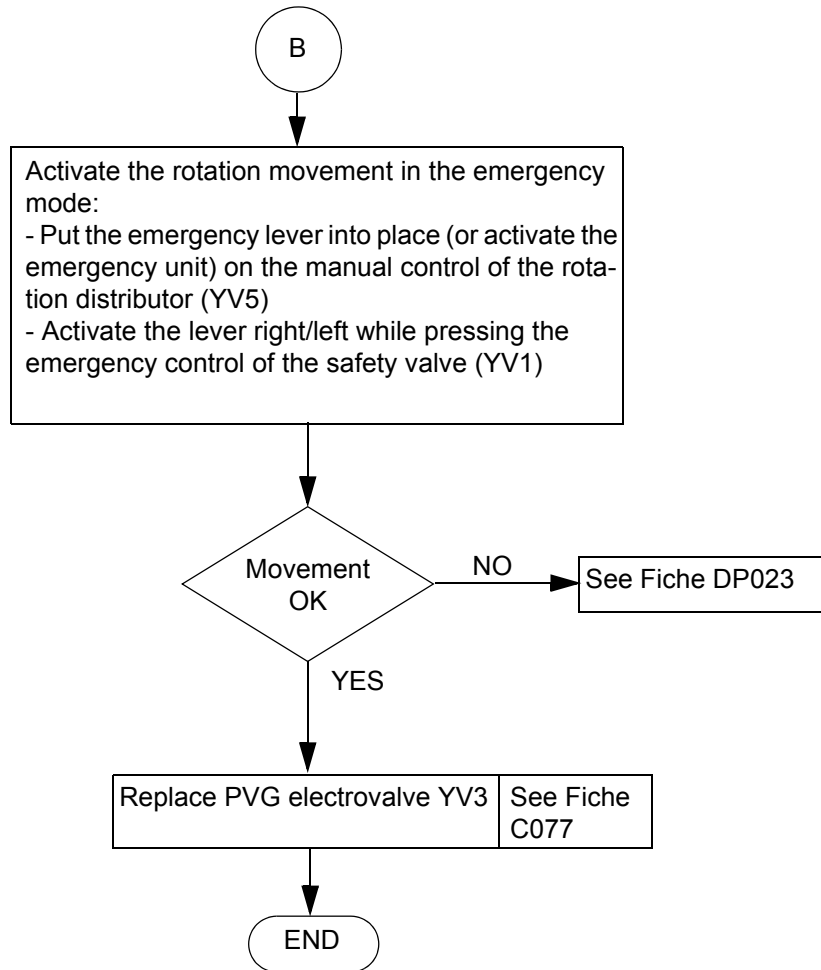 B
Activate the rotation movement in the emergency
mode:
- Put the emergency lever into place (or activate the
emergency unit) on the manual control of the rota-
tion distributor (YV5)
- Activate the lever right/left while pressing the
emergency control of the safety valve (YV1)
Movement
OK
NO
See Fiche DP023
YES
Replace PVG electrovalve YV3
See Fiche
C077
END